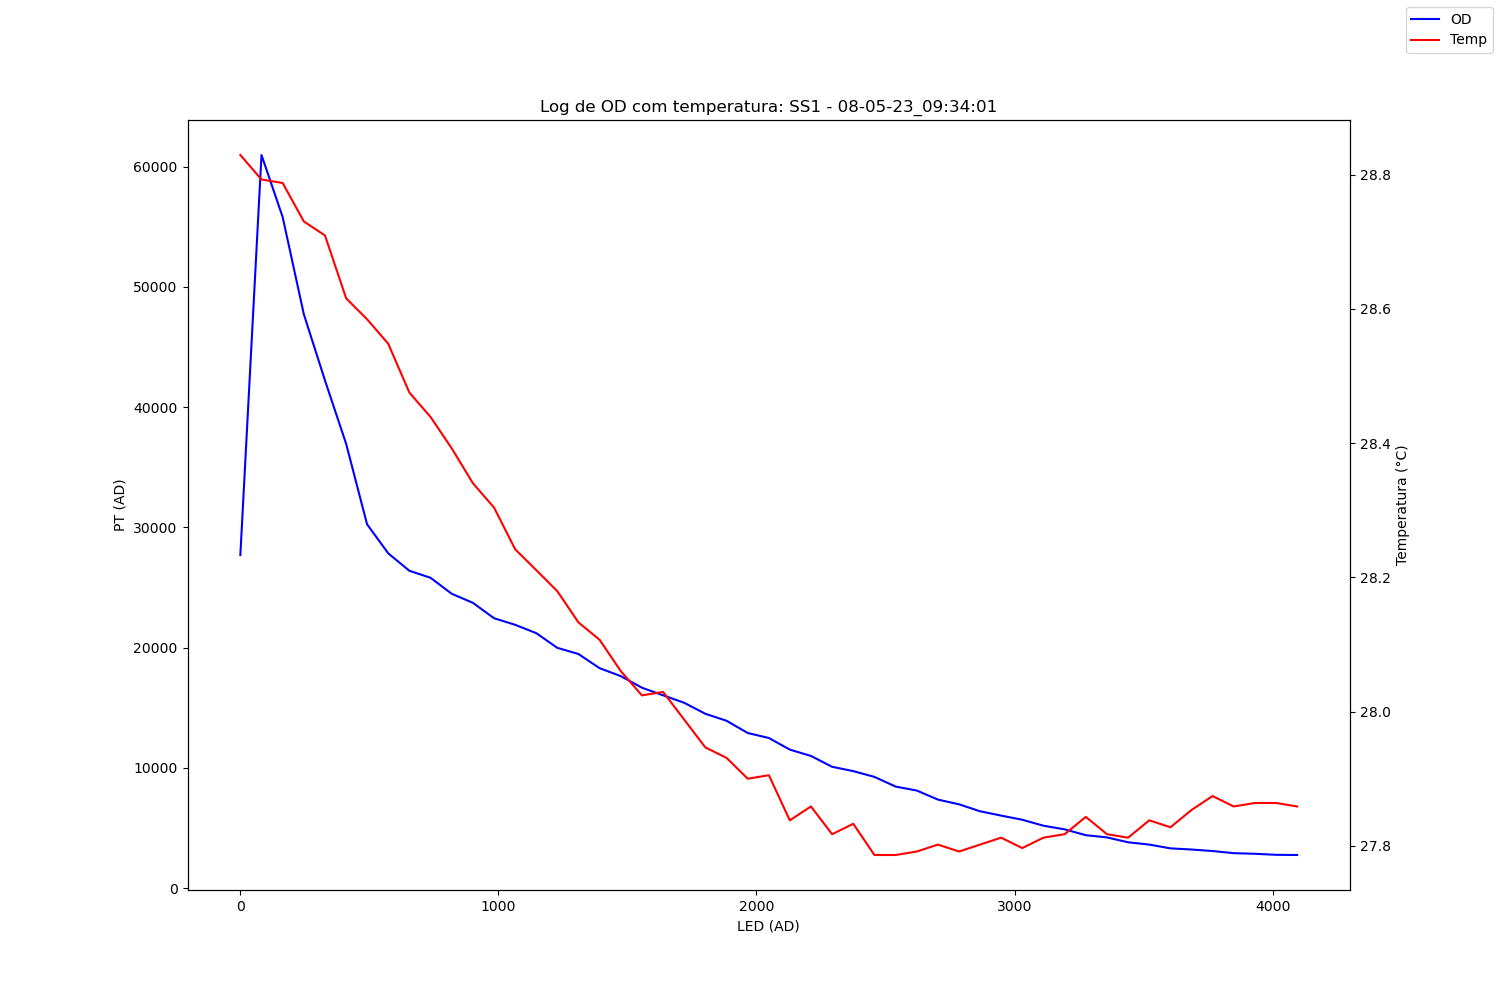 OD
Temp
Log de OD com temperatura: SS1 - 08-05-23_09:34:01
60000
50000
40000
30000
20000
10000
0
PT (AD)
28.8
28.6
28.4
28.2
28.0
27.8
Temperatura (°C)
0 1000 2000 3000 4000
LED (AD)